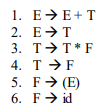 1. E → E + T
2. E → T
3. T → T * F
4. T → F
5. F → (E)
6. F → id